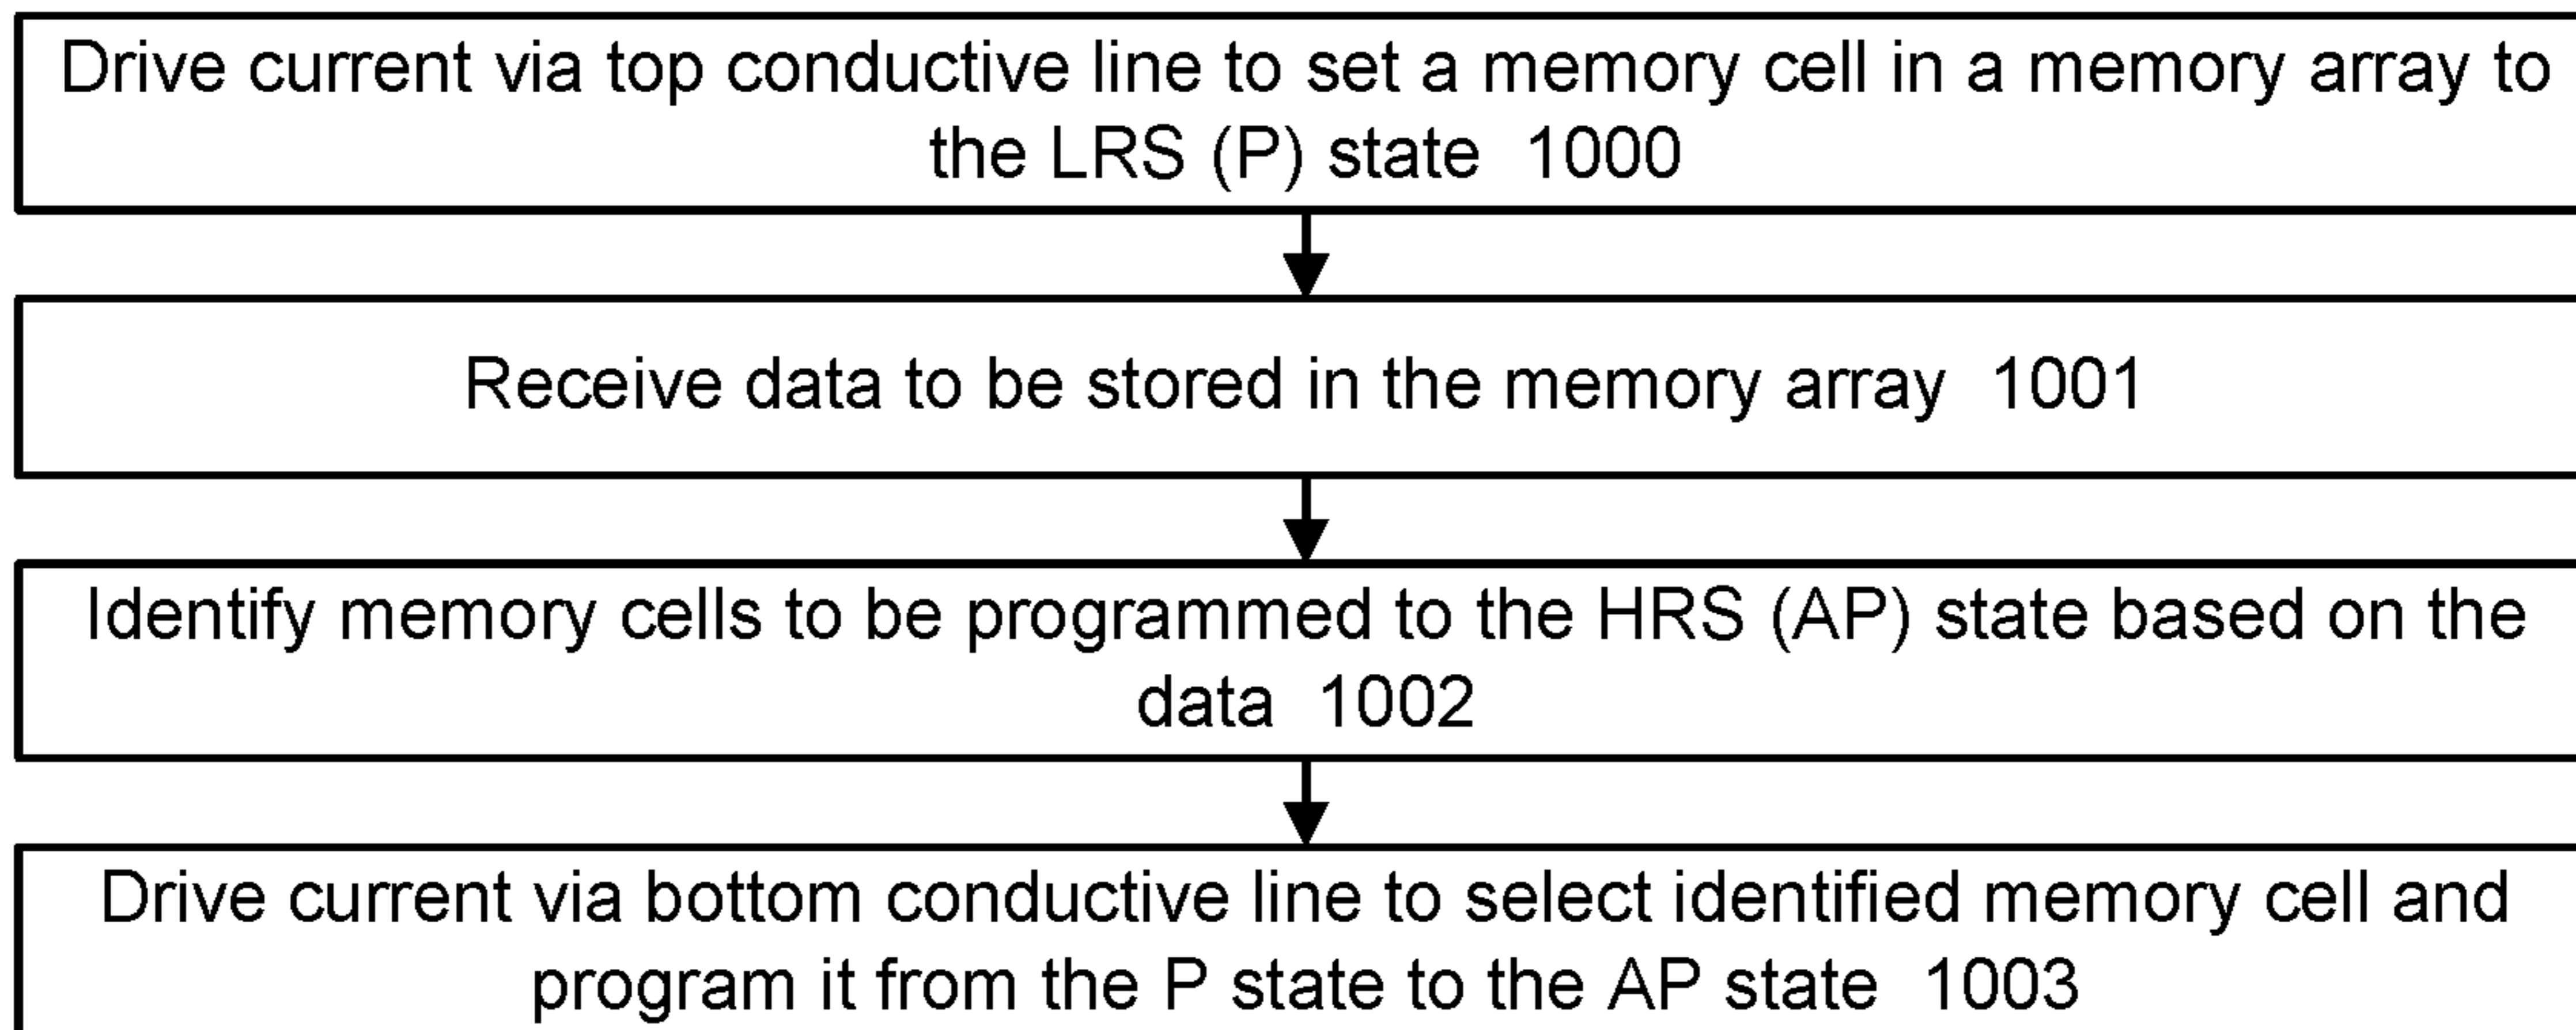 Drive current via top conductive line to set a memory cell in a memory array to
the LRS (P) state 1000
Receive data to be stored in the memory array 1001
Identify memory cells to be programmed to the HRS (AP) state based on the
data 1002
Drive current via bottom conductive line to select identified memory cell and
program it from the P state to the AP state 1003